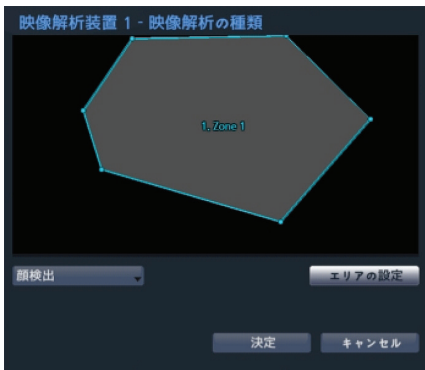 映像解析装置 1 - 映像解析の種類
1, Zone 1
顔検出
エリアの設定
決定
キャンセル